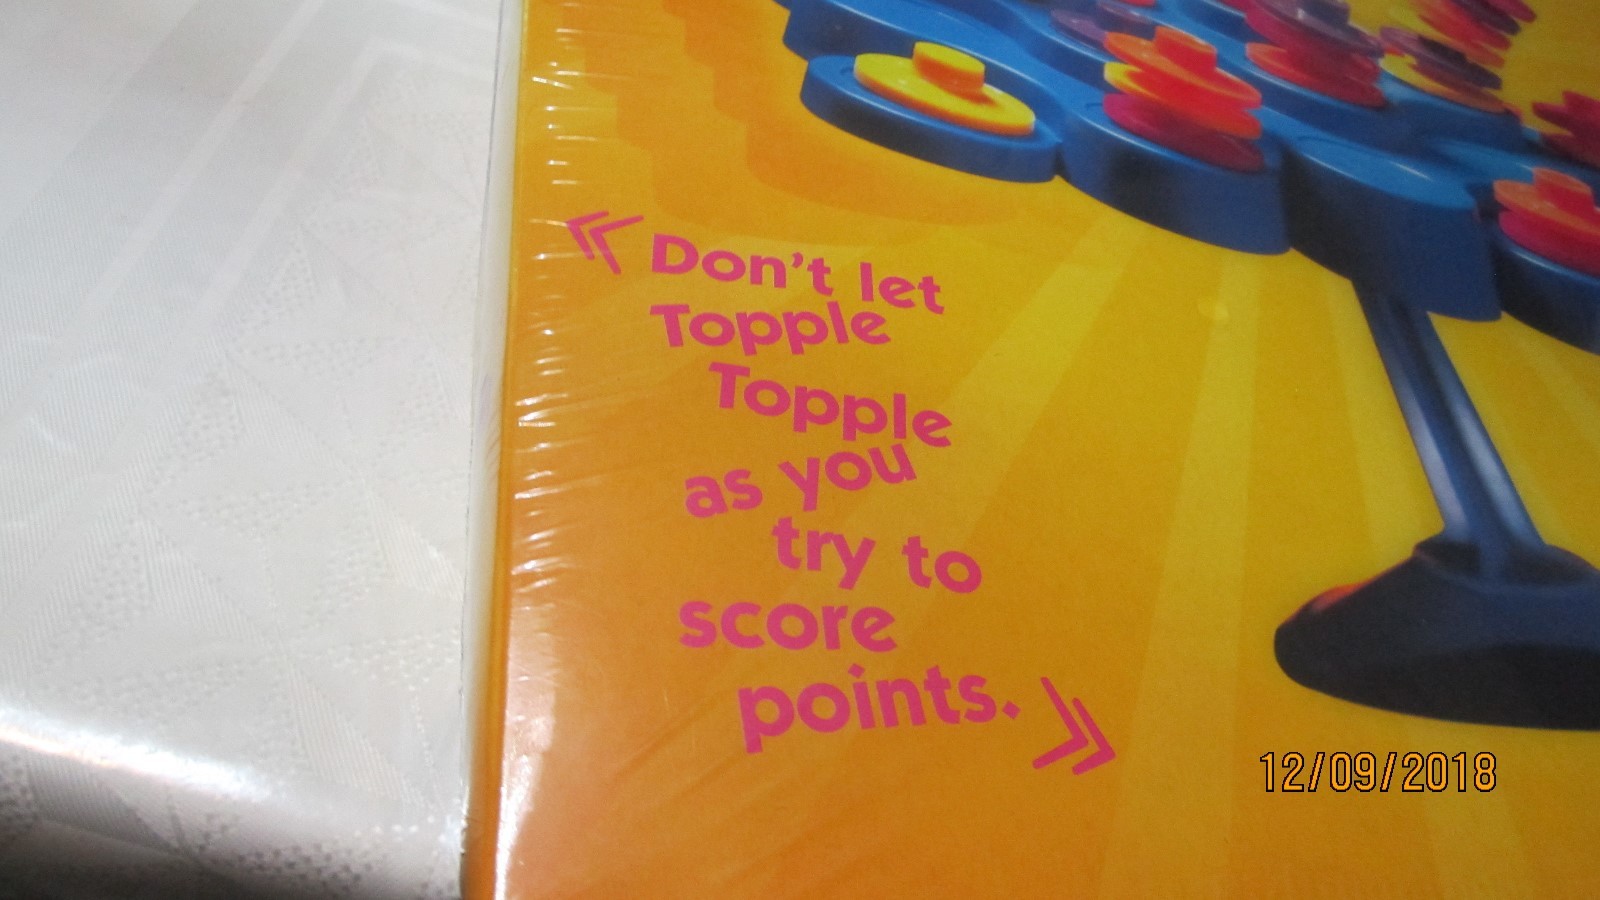 Don't let
Topple
Topple
as you
try to
score
points.
12/09/2018